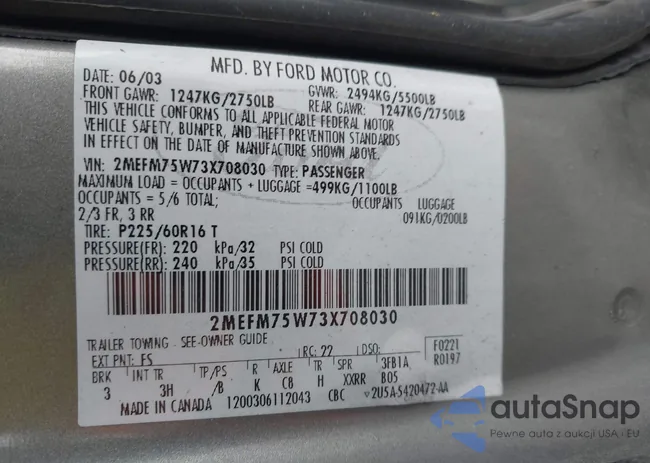 MFD. BY FORD MOTOR CO.
DATE: 06/03 GVWR: 2494KG/5500LB
FRONT GAWR: 1247KG/2750LB REAR GAWR: 1247KG/2750LB
THIS VEHICLE CONFORMS TO ALL APPLICABLE FEDERAL MOTOR
VEHICLE SAFETY, BUMPER, AND THEFT PREVENTION STANDARDS
IN EFFECT ON THE DATE OF MANUFACTURE SHOWN ABOVE.
VIN: 2MEFM75W73X708030 TYPE: PASSENGER
MAXIMUM LOAD = OCCUPANTS + LUGGAGE =499KG/1100LB
OCCUPANTS = 5/6 TOTAL; OCCUPANTS LUGGAGE
2/3 FR, 3 RR 091KG/0200LB
TIRE: P225/60R16 T
PRESSURE(FR): 220 kPa/32 PSI COLD
PRESSURE(RR): 240 kPa/35 PSI COLD
2MEFM75W73X708030
TRAILER TOWING - SEE-OWNER GUIDE F0221
EXT PNT: FS RC: 22 DSO: R0197
BRK INT TR TP/PS R AXLE TR SPR 3FB1A
3 3H /B K C8 H XXRR B05
MADE IN CANADA 1200306112043 CBC 2U5A-5420472-AA
autoSnap
Pewne auta z aukcji USA i EU